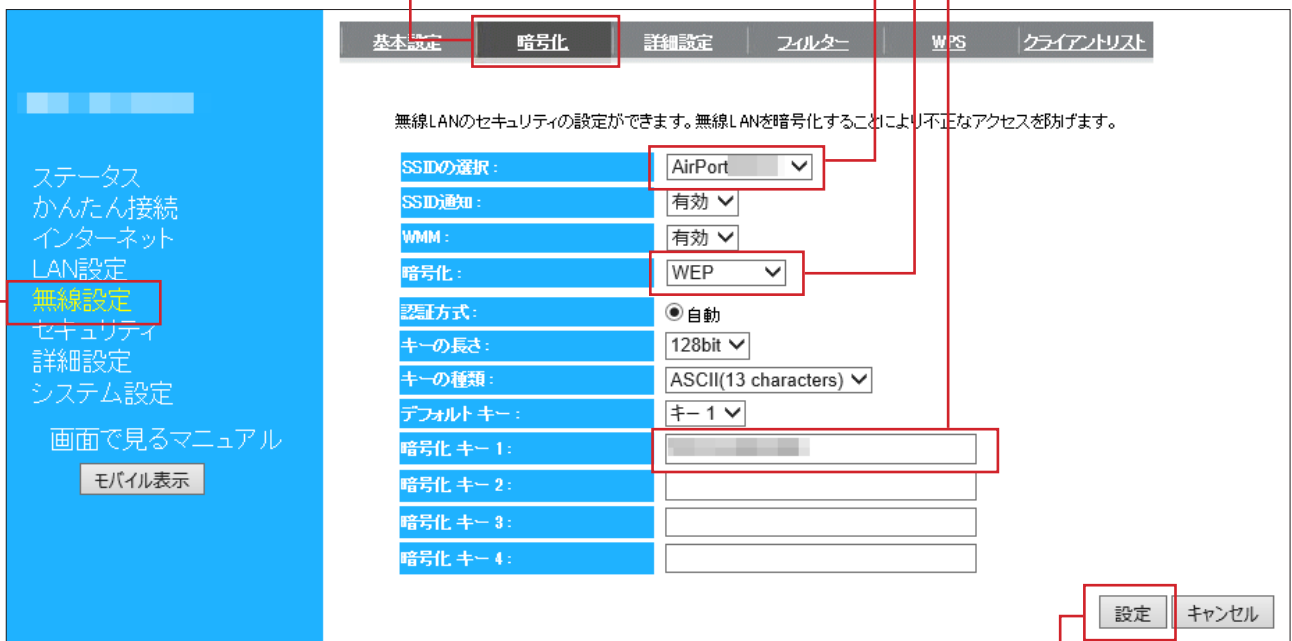 基本設定 暗号化 詳細設定 フィルター WPS クライアントリスト
無線LANのセキュリティの設定ができます。無線LANを暗号化することにより不正なアクセスを防げます。
ステータス
かんたん接続
インターネット
LAN設定
無線設定
セキュリティ
詳細設定
システム設定
画面で見るマニュアル
モバイル表示
SSIDの選択: AirPort
SSID通知: 有効
WMM: 有効
暗号化: WEP
認証方式: 自動
キーの長さ: 128bit
キーの種類: ASCII(13 characters)
デフォルト キー: キー 1
暗号化 キー 1:
暗号化 キー 2:
暗号化 キー 3:
暗号化 キー 4:
設定 キャンセル